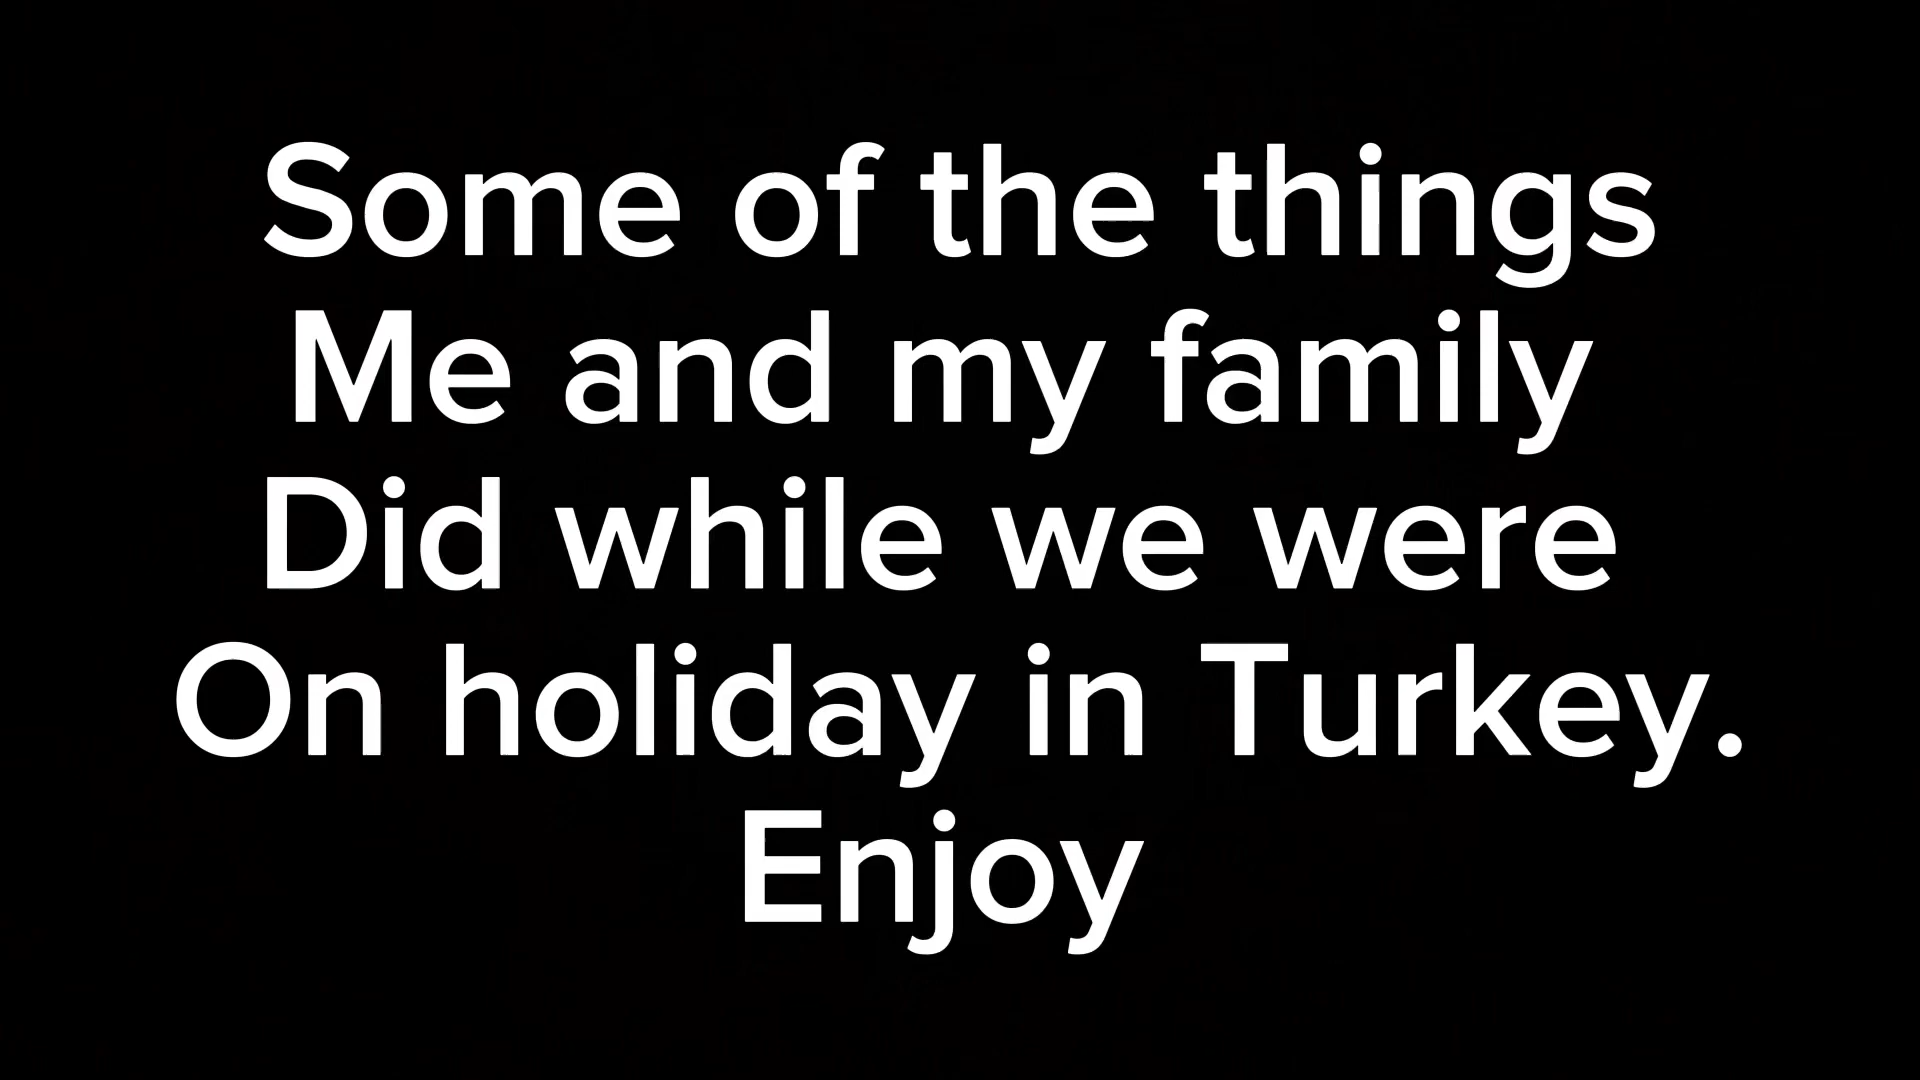 Some of the things
Me and my family
Did while we were
On holiday in Turkey.
Enjoy